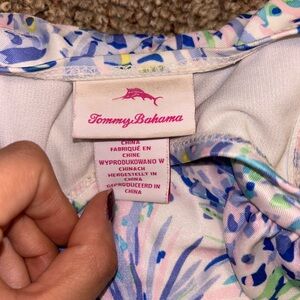 Tommy Bahama
CHINA
FABRIQUÉ EN
CHINE
WYPRODUKOWANO W
CHINACH
HERGESTELLT IN
CHINA
GEPRODUCEERD IN
CHINA